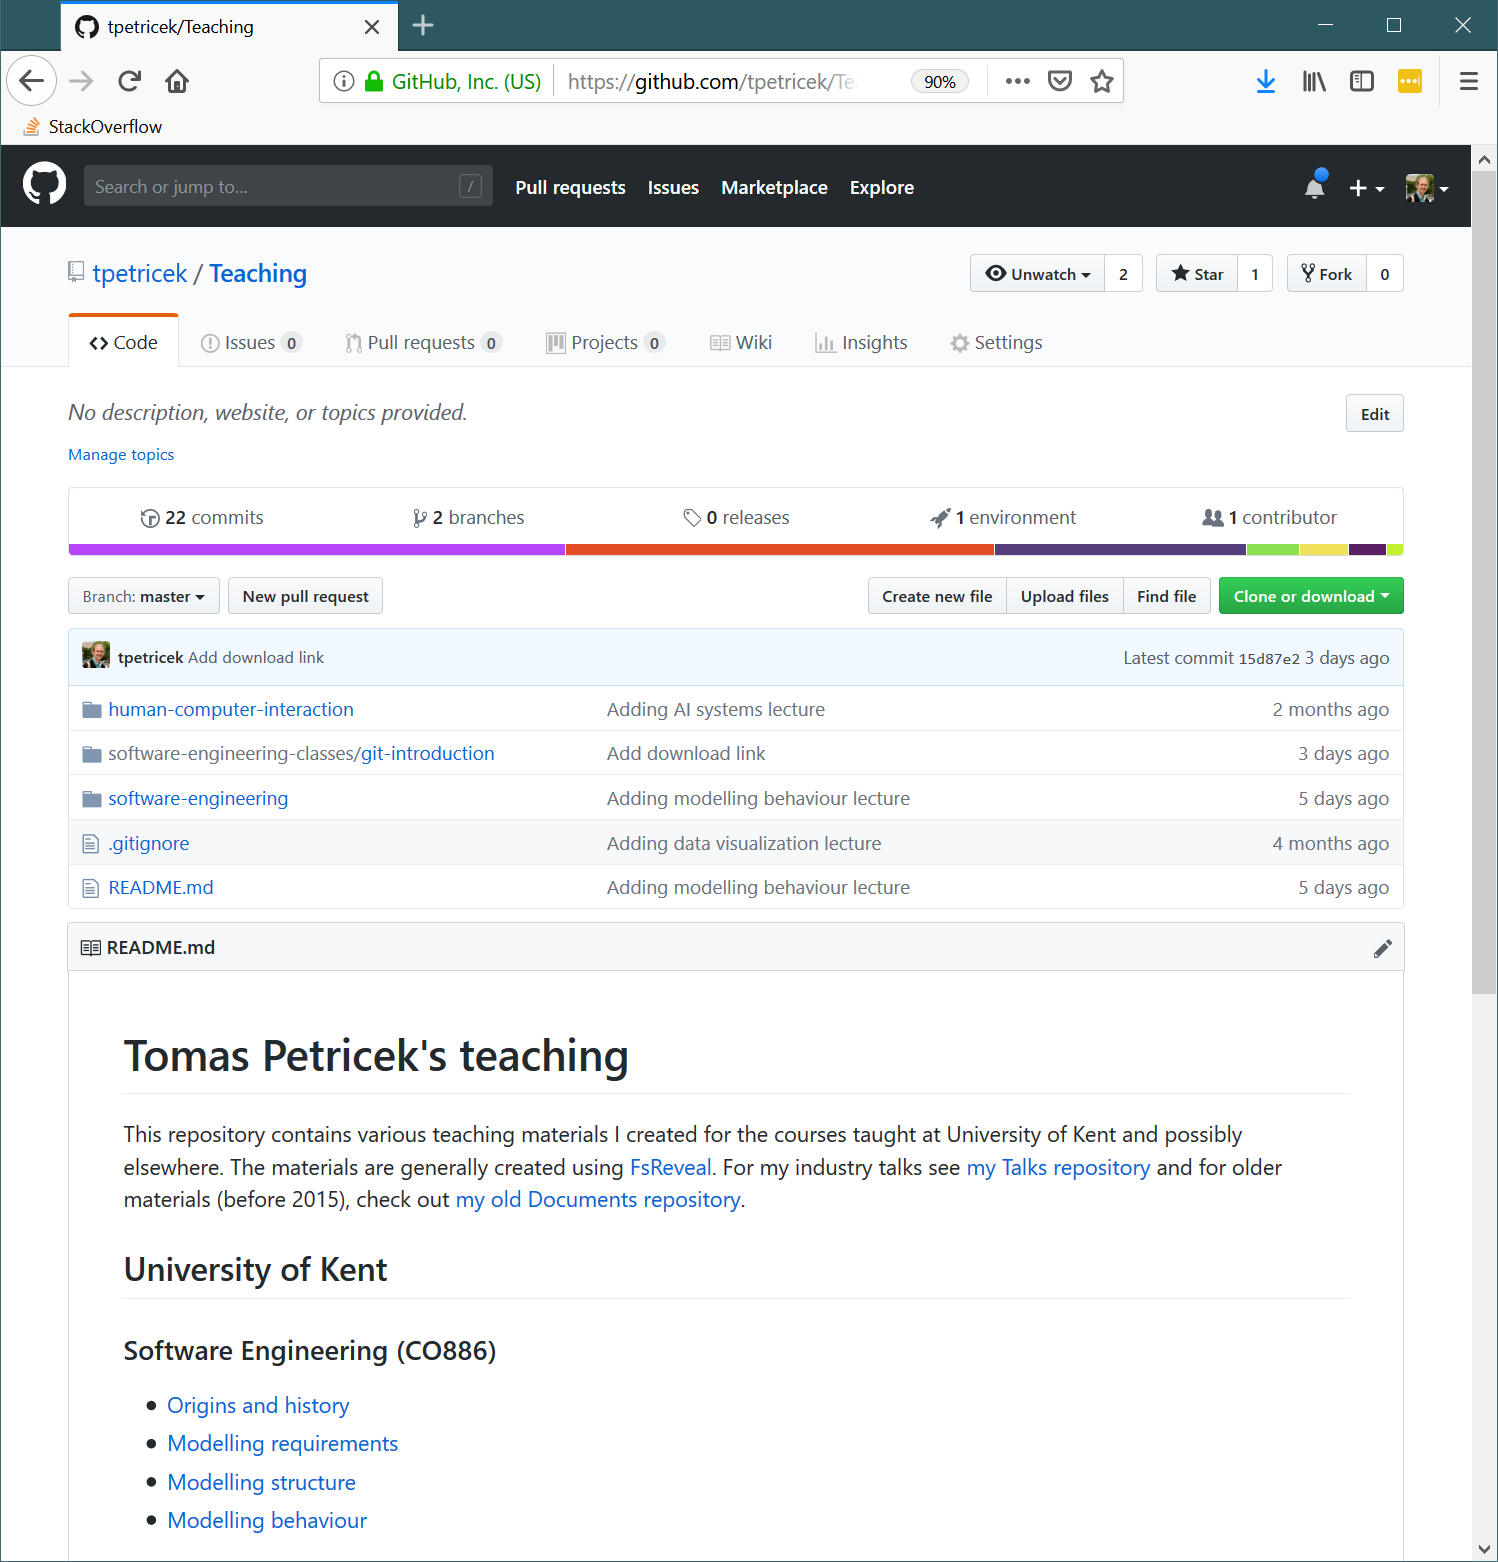 tpetricek/Teaching
GitHub, Inc. (US) https://github.com/tpetricek/Te 90%
StackOverflow
Search or jump to... / Pull requests Issues Marketplace Explore
tpetricek / Teaching Unwatch 2 Star 1 Fork 0
Code Issues 0 Pull requests 0 Projects 0 Wiki Insights Settings
No description, website, or topics provided. Edit
Manage topics
22 commits 2 branches 0 releases 1 environment 1 contributor
Branch: master New pull request Create new file Upload files Find file Clone or download
tpetricek Add download link Latest commit 15d87e2 3 days ago
human-computer-interaction Adding AI systems lecture 2 months ago
software-engineering-classes/git-introduction Add download link 3 days ago
software-engineering Adding modelling behaviour lecture 5 days ago
.gitignore Adding data visualization lecture 4 months ago
README.md Adding modelling behaviour lecture 5 days ago
README.md
Tomas Petricek's teaching
This repository contains various teaching materials I created for the courses taught at University of Kent and possibly
elsewhere. The materials are generally created using FsReveal. For my industry talks see my Talks repository and for older
materials (before 2015), check out my old Documents repository.
University of Kent
Software Engineering (CO886)
Origins and history
Modelling requirements
Modelling structure
Modelling behaviour